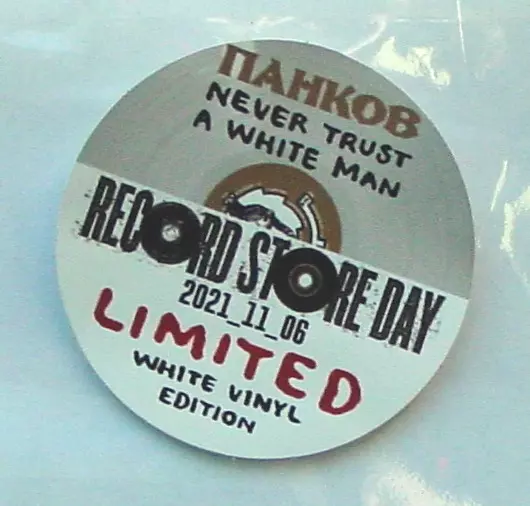 ПАНКОВ
NEVER TRUST
A WHITE MAN
RECORD STORE DAY
2021_11_06
LIMITED
WHITE VINYL
EDITION